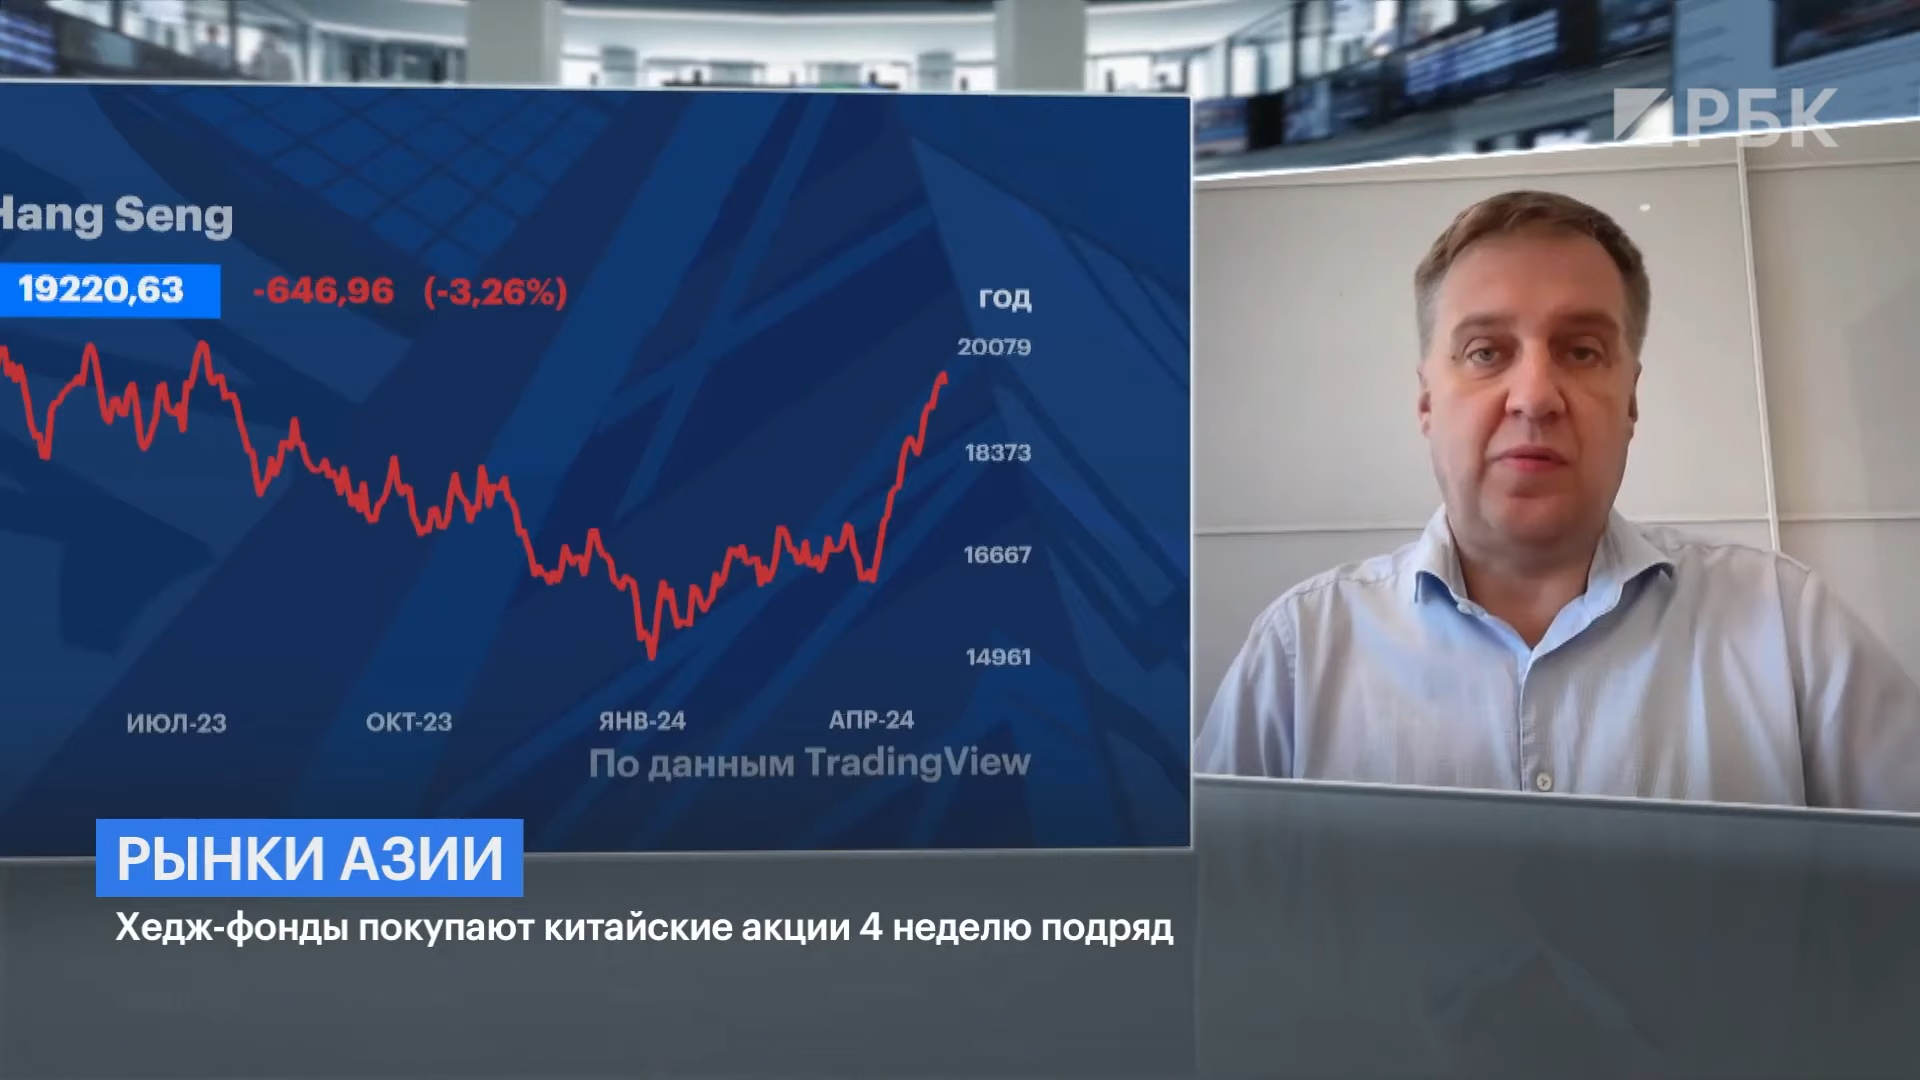 РБК
Hang Seng
19220,63 -646,96 (-3,26%)
ГОД
20079
18373
16667
14961
ИЮЛ-23 ОКТ-23 ЯНВ-24 АПР-24
По данным TradingView
РЫНКИ АЗИИ
Хедж-фонды покупают китайские акции 4 неделю подряд